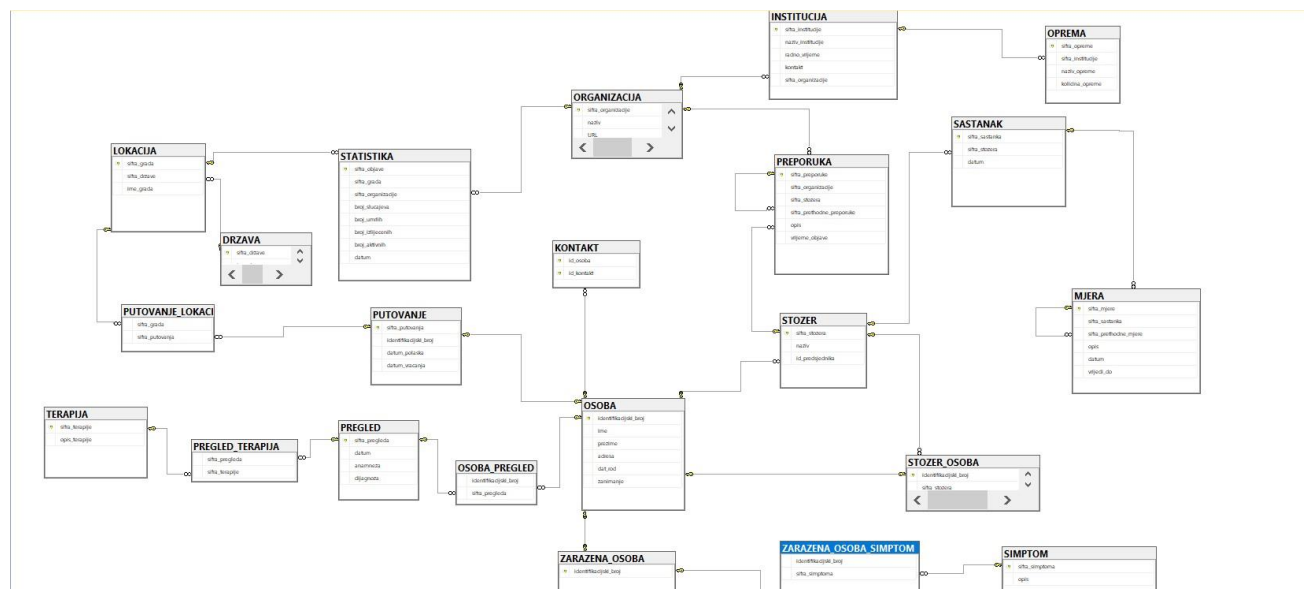 INSTITUCIJA
sifra_institucije
naziv_institucije
radno_vrijeme
kontakt
sifra_organizacije
OPREMA
sifra_opreme
sifra_institucije
naziv_opreme
kolicina_opreme
ORGANIZACIJA
sifra_organizacije
naziv
URL
SASTANAK
sifra_sastanka
sifra_stozera
datum
LOKACIJA
sifra_grada
sifra_drzave
ime_grada
STATISTIKA
sifra_objave
sifra_grada
sifra_organizacije
broj_slucajeva
broj_umrlih
broj_izlijecenih
broj_aktivnih
datum
PREPORUKA
sifra_preporuke
sifra_organizacije
sifra_stozera
sifra_prethodne_preporuke
opis
vrijeme_objave
DRZAVA
sifra_drzave
KONTAKT
id_osoba
id_kontakt
MJERA
sifra_mjere
sifra_sastanka
sifra_prethodne_mjere
opis
datum
vrijedi_do
PUTOVANJE_LOKACI
sifra_grada
sifra_putovanja
PUTOVANJE
sifra_putovanja
identifikacijski_broj
datum_polaska
datum_vracanja
STOZER
sifra_stozera
naziv
id_predsjednika
OSOBA
identifikacijski_broj
ime
prezime
adresa
dat_rod
zanimanje
TERAPIJA
sifra_terapije
opis_terapije
PREGLED_TERAPIJA
sifra_pregleda
sifra_terapije
PREGLED
sifra_pregleda
datum
anamneza
dijagnoza
OSOBA_PREGLED
identifikacijski_broj
sifra_pregleda
STOZER_OSOBA
identifikacijski_broj
sifra_stozera
ZARAZENA_OSOBA
identifikacijski_broj
ZARAZENA_OSOBA_SIMPTOM
identifikacijski_broj
sifra_simptoma
SIMPTOM
sifra_simptoma
opis